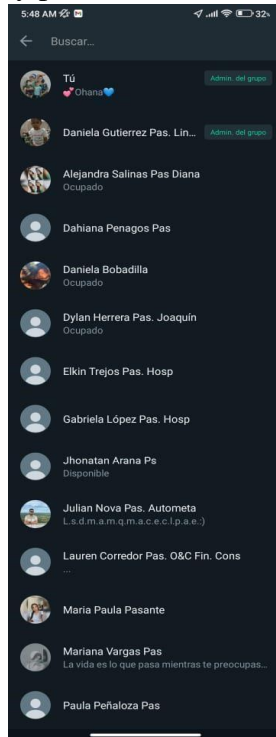 5:48 AM
32
Buscar...
Tú
Admin. del grupo
💕Ohana💙
Daniela Gutierrez Pas. Lin...
Admin. del grupo
Alejandra Salinas Pas Diana
Ocupado
Dahiana Penagos Pas
Daniela Bobadilla
Ocupado
Dylan Herrera Pas. Joaquín
Ocupado
Elkin Trejos Pas. Hosp
Gabriela López Pas. Hosp
Jhonatan Arana Ps
Disponible
Julian Nova Pas. Autometa
L.s.d.m.a.m.q.m.a.c.e.c.l.p.a.e.:)
Lauren Corredor Pas. O&C Fin. Cons
...
Maria Paula Pasante
Mariana Vargas Pas
La vida es lo que pasa mientras te preocupas...
Paula Peñaloza Pas